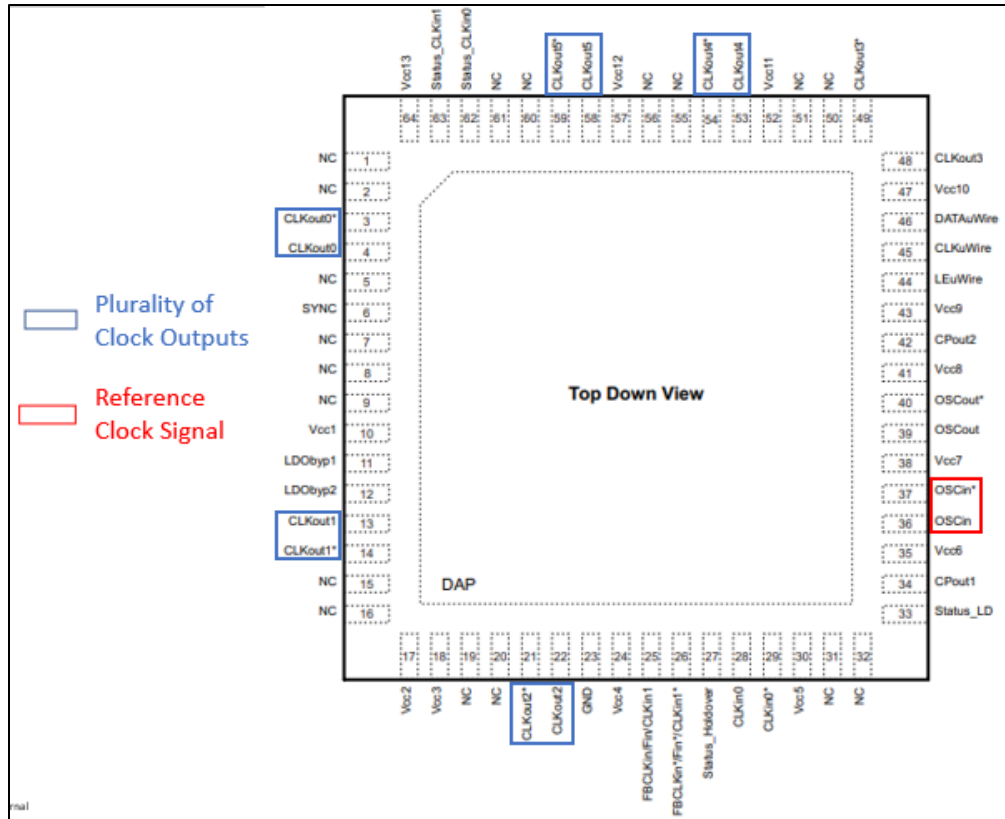 Vcc13
Status_CLKin1
Status_CLKin0
NC
NC
CLKout5*
CLKout5
Vcc12
NC
NC
CLKout4*
CLKout4
Vcc11
NC
NC
CLKout3*
64
63
62
61
60
59
58
57
56
55
54
53
52
51
50
49
NC 1
NC 2
CLKout0* 3
CLKout0 4
NC 5
SYNC 6
NC 7
NC 8
NC 9
Vcc1 10
LDObyp1 11
LDObyp2 12
CLKout1 13
CLKout1* 14
NC 15
NC 16
48 CLKout3
47 Vcc10
46 DATAuWire
45 CLKuWire
44 LEuWire
43 Vcc9
42 CPout2
41 Vcc8
40 OSCout*
39 OSCout
38 Vcc7
37 OSCin*
36 OSCin
35 Vcc6
34 CPout1
33 Status_LD
Plurality of
Clock Outputs
Reference
Clock Signal
Top Down View
DAP
17
18
19
20
21
22
23
24
25
26
27
28
29
30
31
32
Vcc2
Vcc3
NC
NC
CLKout2*
CLKout2
GND
Vcc4
FBCLKin/Fin/CLKin1
FBCLKin*/Fin*/CLKin1*
Status_Holdover
CLKin0
CLKin0*
Vcc5
NC
NC
rnal